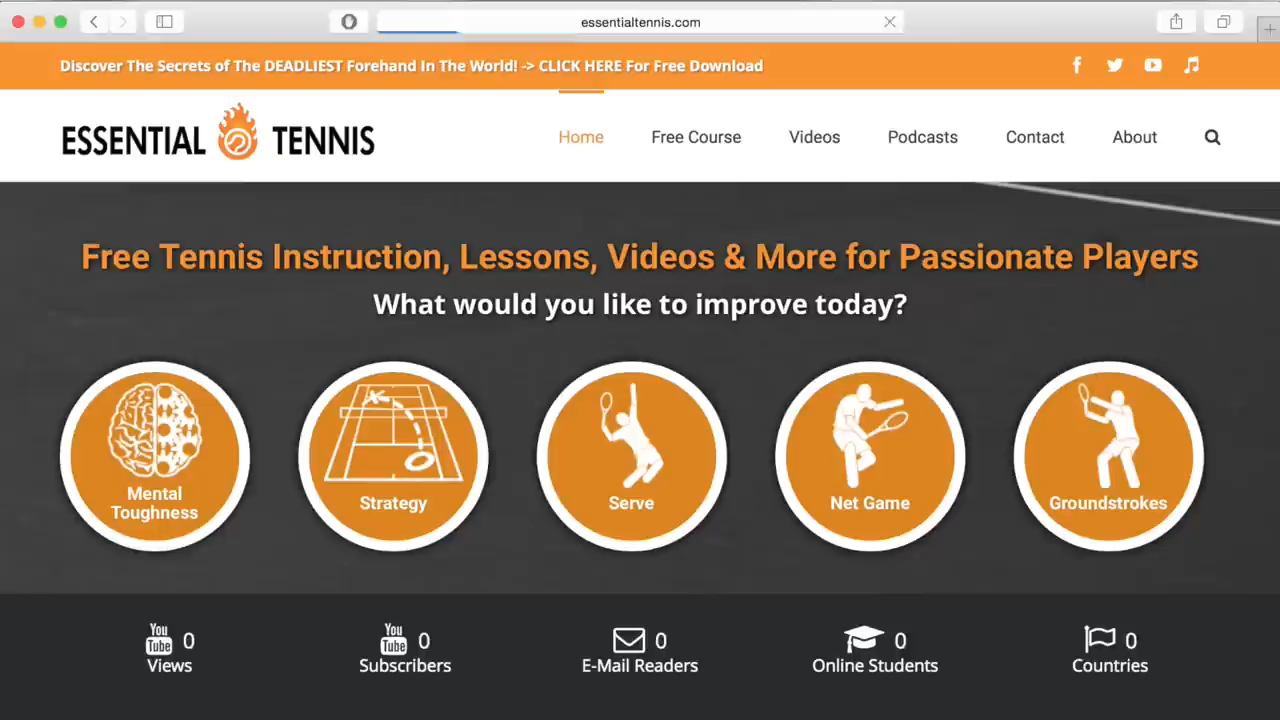 essentialtennis.com
Discover The Secrets of The DEADLIEST Forehand In The World! -> CLICK HERE For Free Download
ESSENTIAL TENNIS
Home Free Course Videos Podcasts Contact About
Free Tennis Instruction, Lessons, Videos & More for Passionate Players
What would you like to improve today?
Mental
Toughness
Strategy
Serve
Net Game
Groundstrokes
You
Tube 0
Views
You
Tube 0
Subscribers
0
E-Mail Readers
0
Online Students
0
Countries